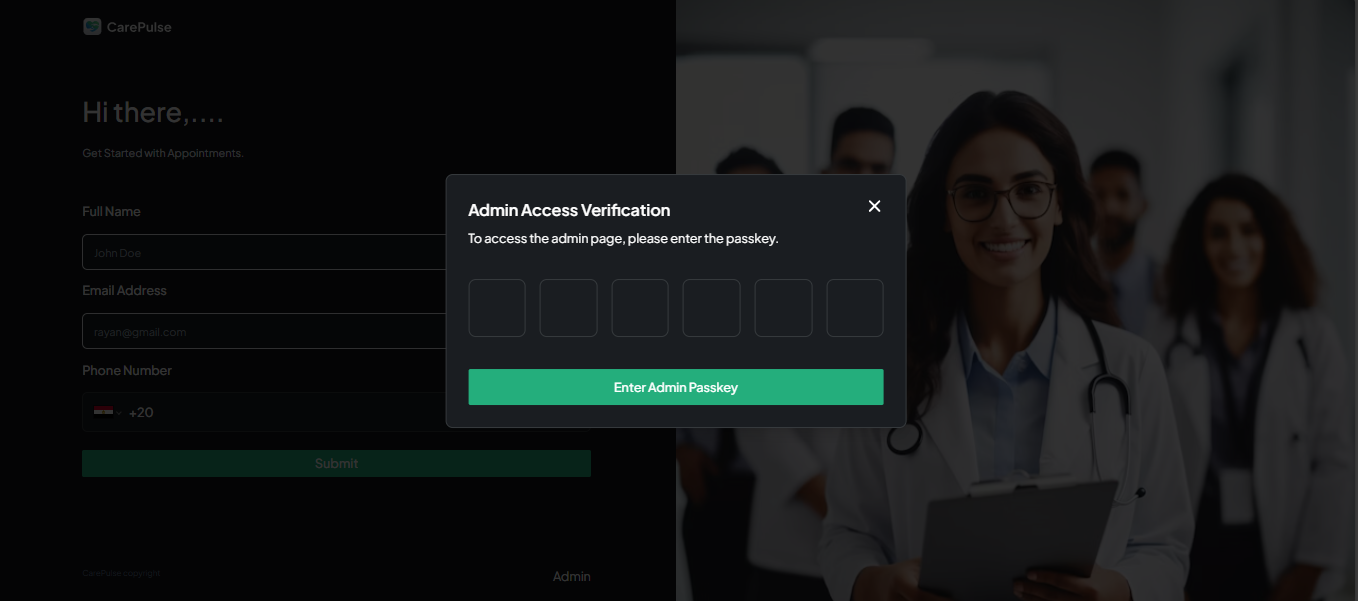 CarePulse
Hi there,....
Get Started with Appointments.
Full Name
John Doe
Email Address
rayan@gmail.com
Phone Number
+20
Submit
CarePulse copyright
Admin
Admin Access Verification
To access the admin page, please enter the passkey.
Enter Admin Passkey